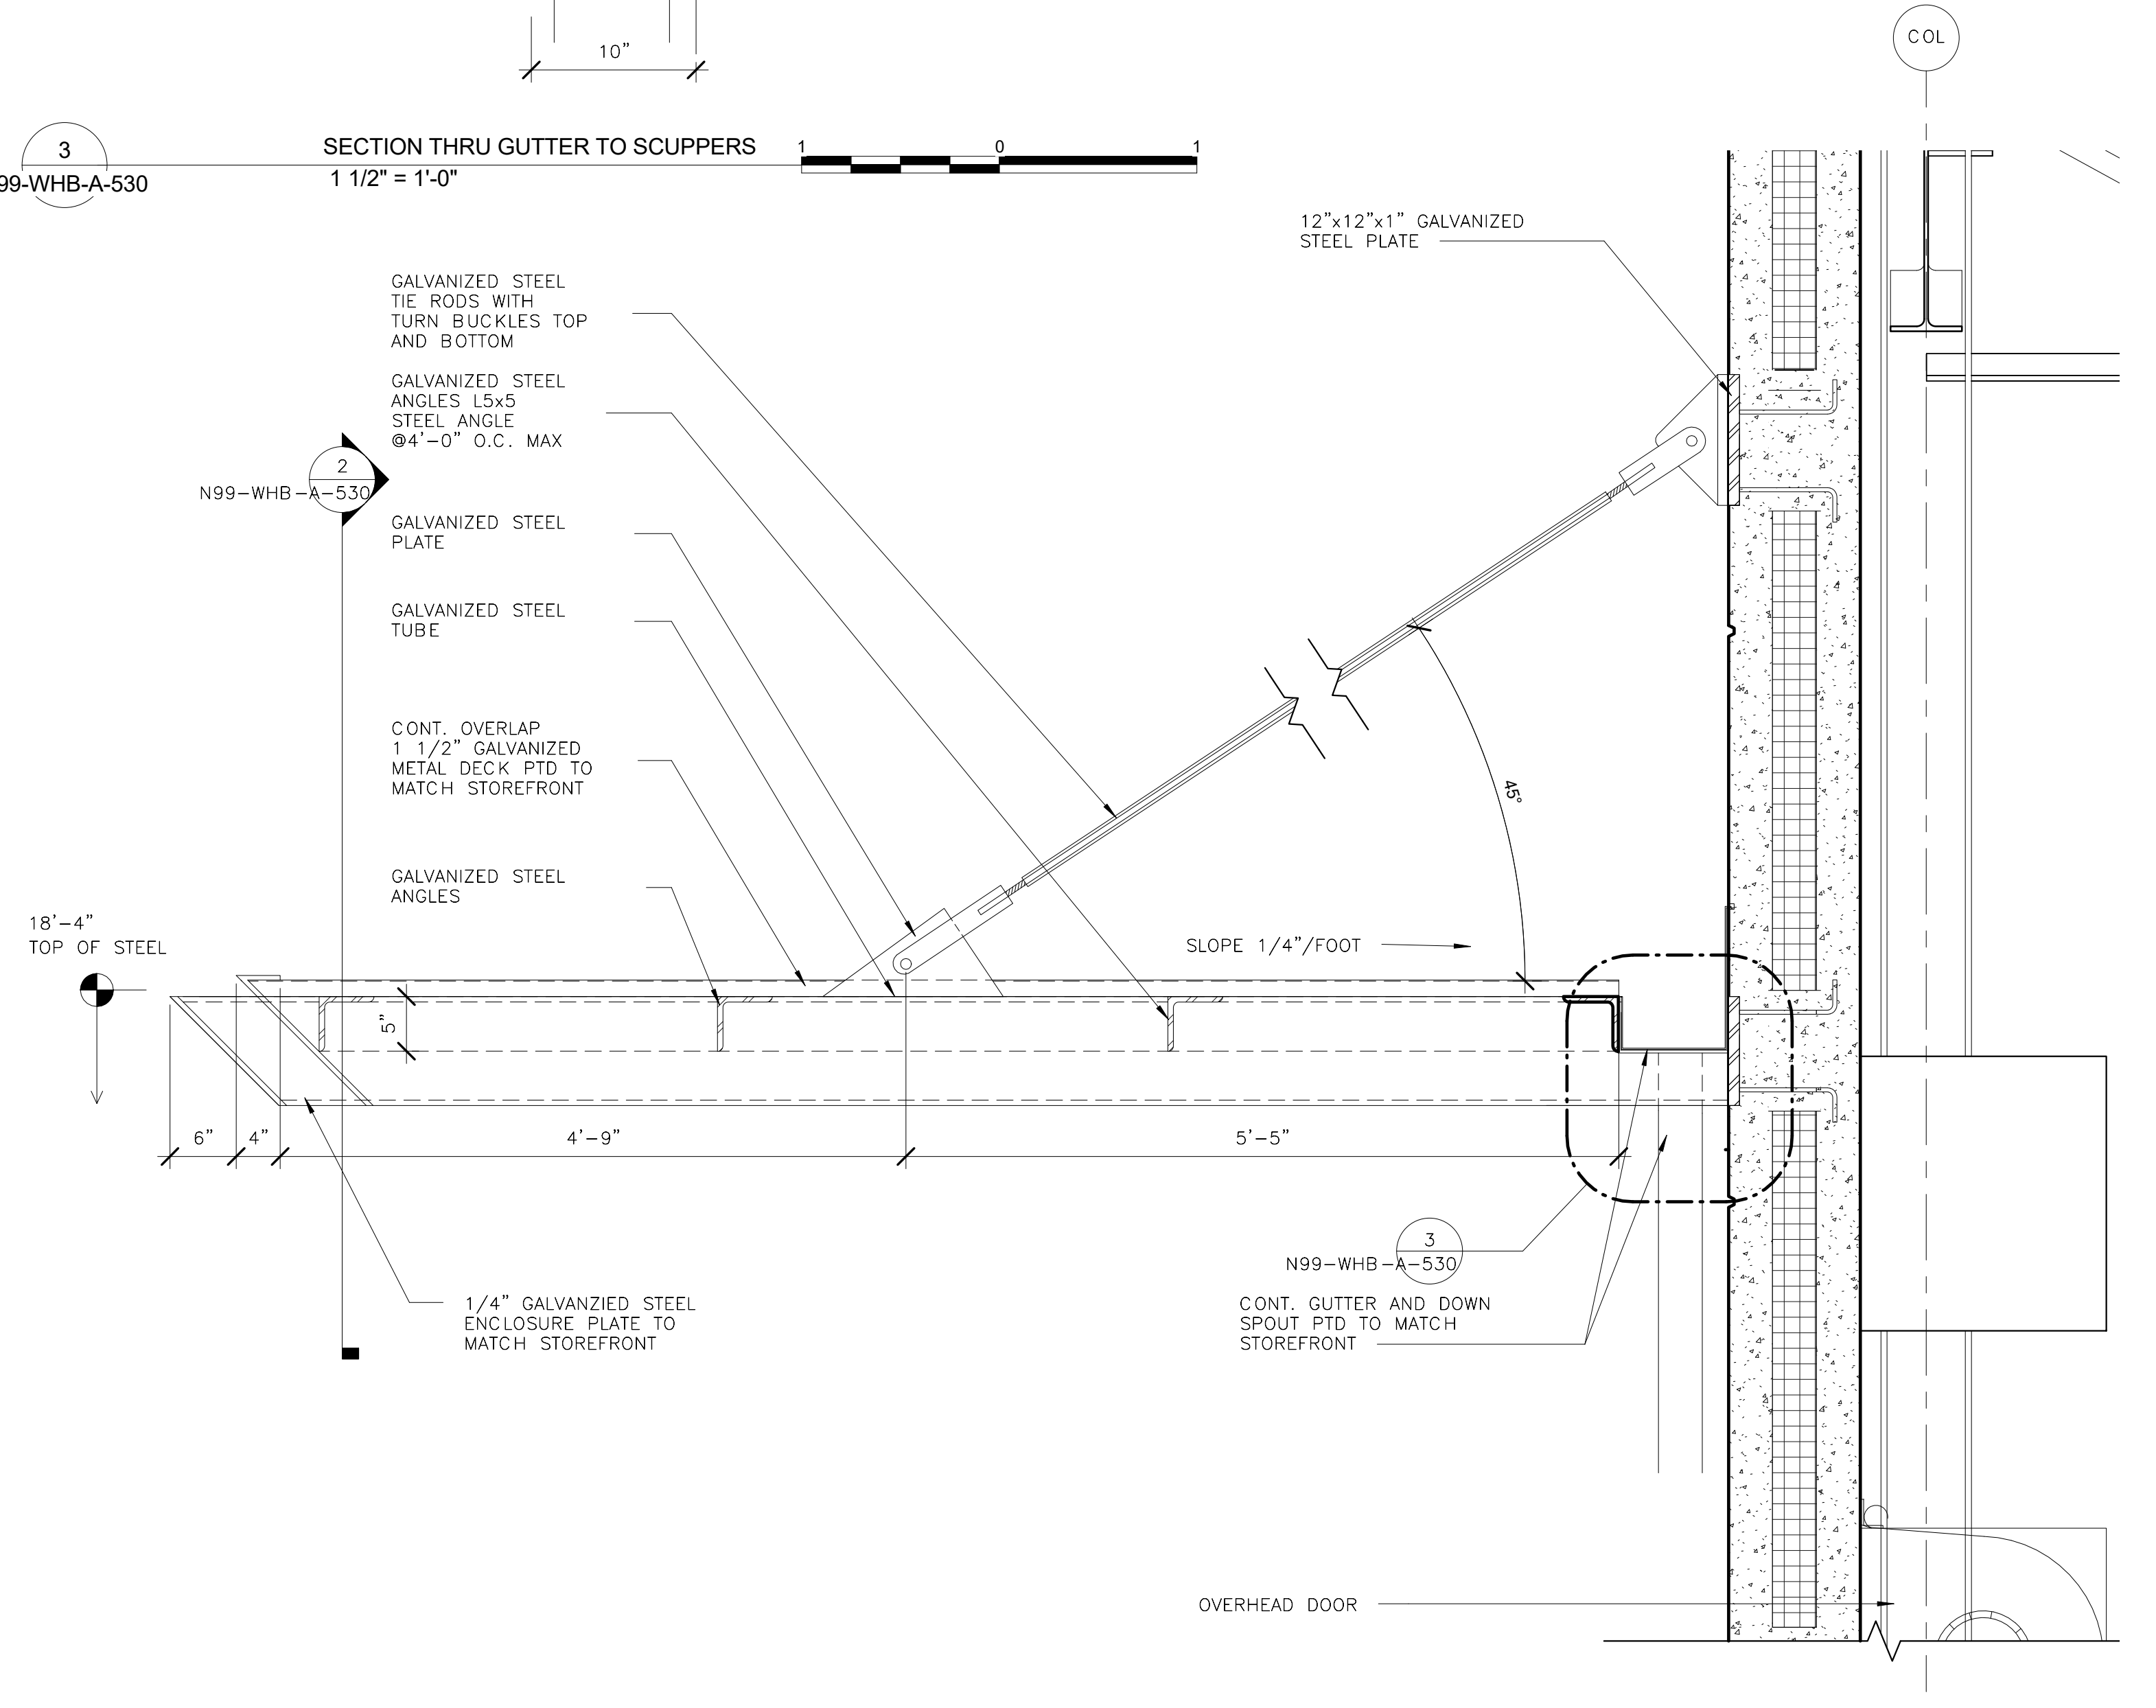 10”
COL
3
99-WHB-A-530
SECTION THRU GUTTER TO SCUPPERS
1 1/2" = 1'-0"
1 0 1
12”x12”x1” GALVANIZED
STEEL PLATE
GALVANIZED STEEL
TIE RODS WITH
TURN BUCKLES TOP
AND BOTTOM
GALVANIZED STEEL
ANGLES L5x5
STEEL ANGLE
@4’-0” O.C. MAX
2
N99-WHB-A-530
GALVANIZED STEEL
PLATE
GALVANIZED STEEL
TUBE
CONT. OVERLAP
1 1/2” GALVANIZED
METAL DECK PTD TO
MATCH STOREFRONT
45°
GALVANIZED STEEL
ANGLES
18’-4”
TOP OF STEEL
SLOPE 1/4”/FOOT
5”
6” 4” 4’-9” 5’-5”
3
N99-WHB-A-530
1/4” GALVANZIED STEEL
ENCLOSURE PLATE TO
MATCH STOREFRONT
CONT. GUTTER AND DOWN
SPOUT PTD TO MATCH
STOREFRONT
OVERHEAD DOOR